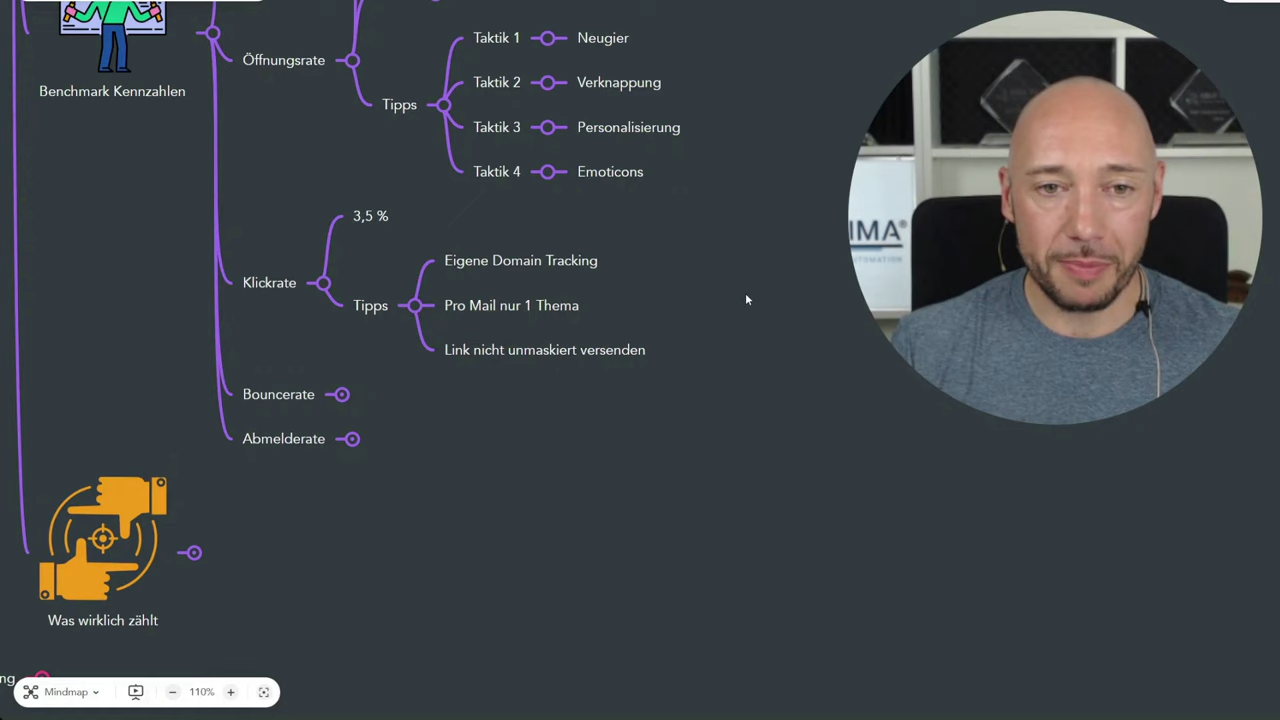 Taktik 1
Neugier
Öffnungsrate
Taktik 2
Verknappung
Benchmark Kennzahlen
Tipps
Taktik 3
Personalisierung
Taktik 4
Emoticons
3,5 %
IMA®
Eigene Domain Tracking
Klickrate
Tipps
Pro Mail nur 1 Thema
Link nicht unmaskiert versenden
Bouncerate
Abmelderate
Was wirklich zählt
ng
Mindmap
110%